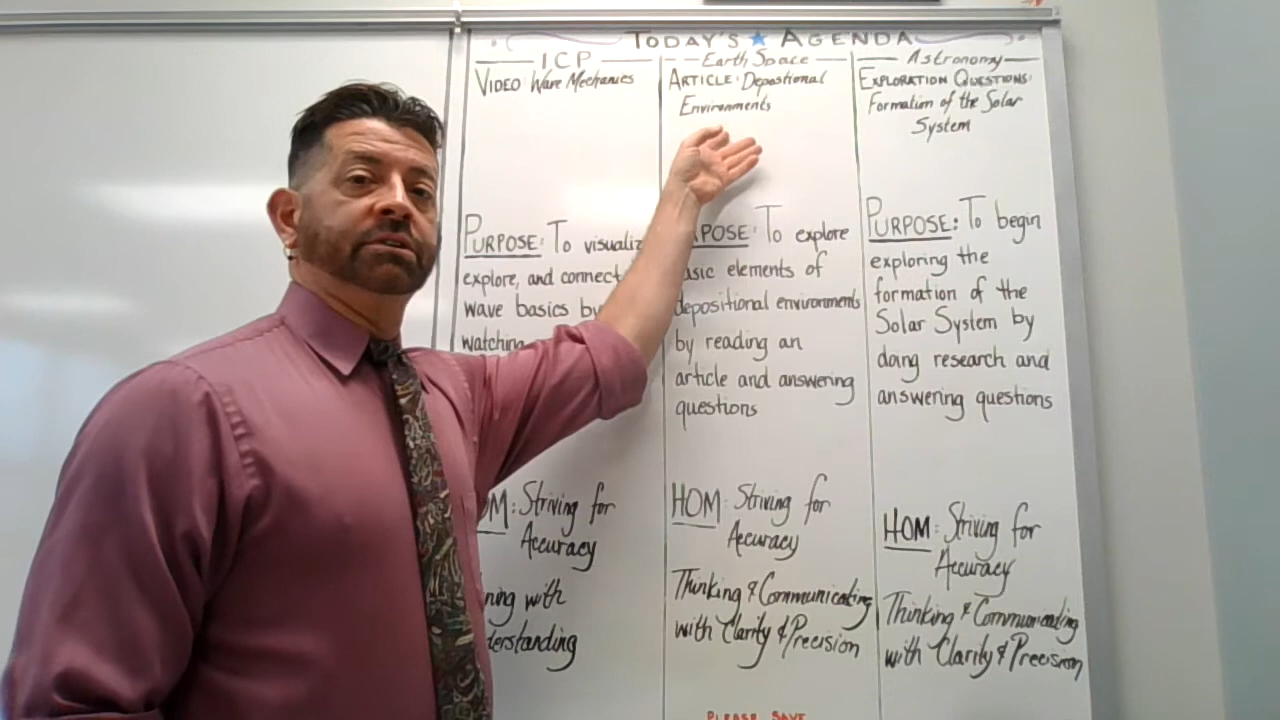 TODAY'S AGENDA
ICP
VIDEO: Wave Mechanics
PURPOSE: To visualiz
explore, and connect
wave basics by
watching
OM: Striving for
Accuracy
ning with
derstanding
Earth Space
ARTICLE: Depositional
Environments
POSE: To explore
asic elements of
depositional environments
by reading an
article and answering
questions
HOM: Striving for
Accuracy
Thinking & Communicating
with Clarity & Precision
PLEASE SAVE
Astronomy
EXPLORATION QUESTIONS:
Formation of the Solar
System
PURPOSE: To begin
exploring the
formation of the
Solar System by
doing research and
answering questions
HOM: Striving for
Accuracy
Thinking & Communicating
with Clarity & Precision